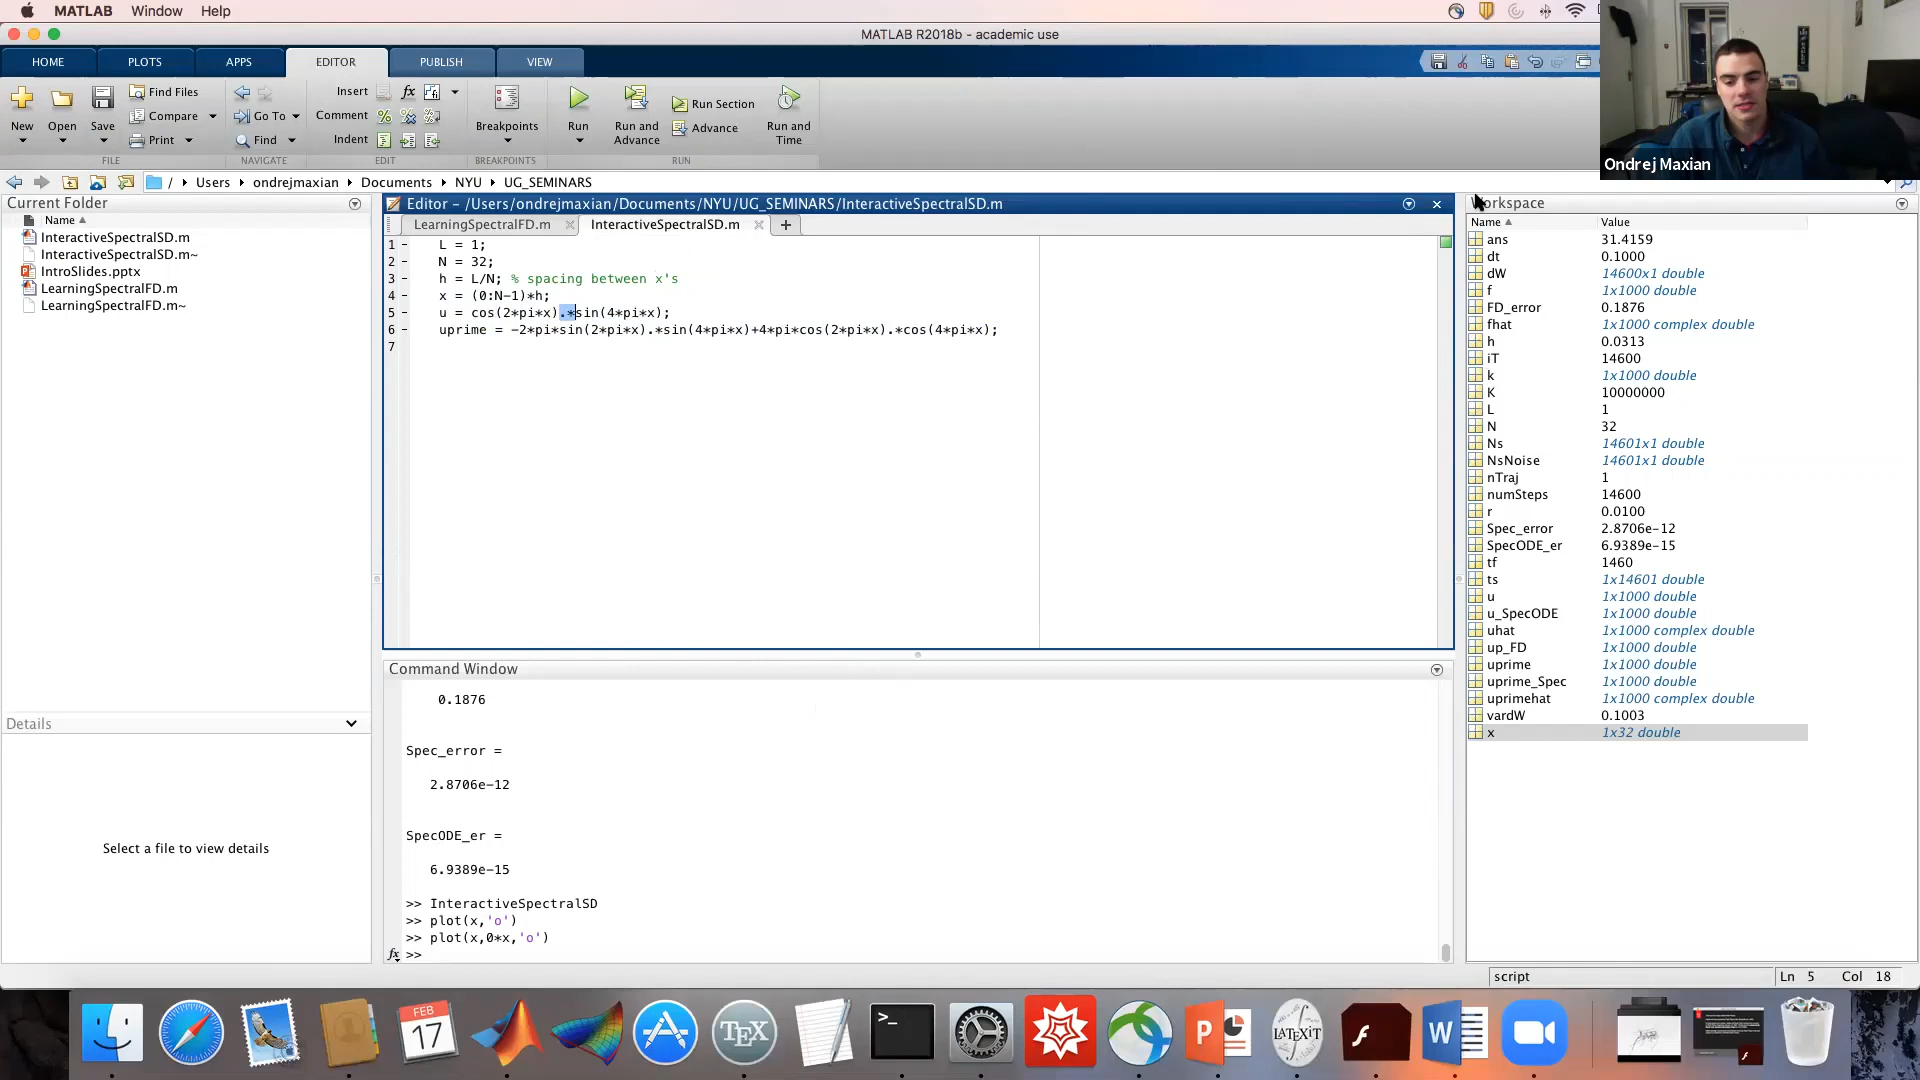 MATLAB Window Help
MATLAB R2018b - academic use
HOME PLOTS APPS EDITOR PUBLISH VIEW
New Open Save
Find Files
Compare
Print
Go To
Find
Insert
Comment
Indent
Breakpoints
Run
Run and Advance
Run Section
Advance
Run and Time
FILE NAVIGATE EDIT BREAKPOINTS RUN
Ondrej Maxian
/ Users ondrejmaxian Documents NYU UG_SEMINARS
Current Folder
Name
InteractiveSpectralSD.m
InteractiveSpectralSD.m~
IntroSlides.pptx
LearningSpectralFD.m
LearningSpectralFD.m~
Details
Select a file to view details
Editor - /Users/ondrejmaxian/Documents/NYU/UG_SEMINARS/InteractiveSpectralSD.m
LearningSpectralFD.m InteractiveSpectralSD.m
1 - L = 1;
2 - N = 32;
3 - h = L/N; % spacing between x's
4 - x = (0:N-1)*h;
5 - u = cos(2*pi*x).*sin(4*pi*x);
6 - uprime = -2*pi*sin(2*pi*x).*sin(4*pi*x)+4*pi*cos(2*pi*x).*cos(4*pi*x);
7
Command Window
0.1876
Spec_error =
2.8706e-12
SpecODE_er =
6.9389e-15
>> InteractiveSpectralSD
>> plot(x,'o')
>> plot(x,0*x,'o')
fx >>
Workspace
Name Value
ans 31.4159
dt 0.1000
dW 14600x1 double
f 1x1000 double
FD_error 0.1876
fhat 1x1000 complex double
h 0.0313
iT 14600
k 1x1000 double
K 10000000
L 1
N 32
Ns 14601x1 double
NsNoise 14601x1 double
nTraj 1
numSteps 14600
r 0.0100
Spec_error 2.8706e-12
SpecODE_er 6.9389e-15
tf 1460
ts 1x14601 double
u 1x1000 double
u_SpecODE 1x1000 double
uhat 1x1000 complex double
up_FD 1x1000 double
uprime 1x1000 double
uprime_Spec 1x1000 double
uprimehat 1x1000 complex double
vardW 0.1003
x 1x32 double
script Ln 5 Col 18
FEB
17
TEX
>_
P
LATEXiT
W